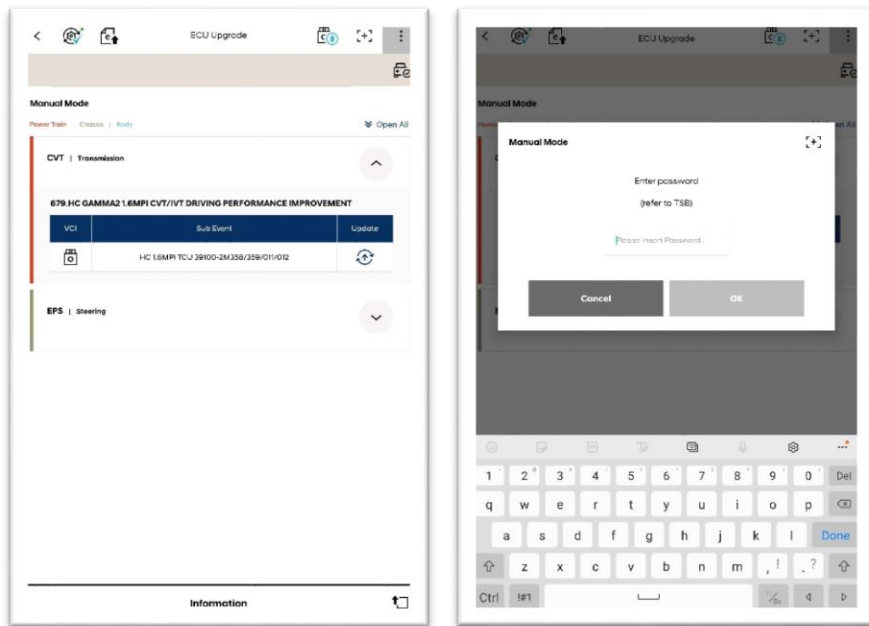 ECU Upgrade
Manual Mode
Power Train | Chassis | Body
Open All
CVT | Transmission
679.HC GAMMA2 1.6MPI CVT/IVT DRIVING PERFORMANCE IMPROVEMENT
VCI Sub Event Update
HC 1.6MPI TCU 39100-2M358/359/011/012
EPS | Steering
Information
ECU Upgrade
Manual Mode
Manual Mode
Enter password
(refer to TSB)
Please Insert Password..
Cancel OK
1 2 3 4 5 6 7 8 9 0 Del
q w e r t y u i o p
a s d f g h j k l Done
z x c v b n m , ! . ?
Ctrl !#1